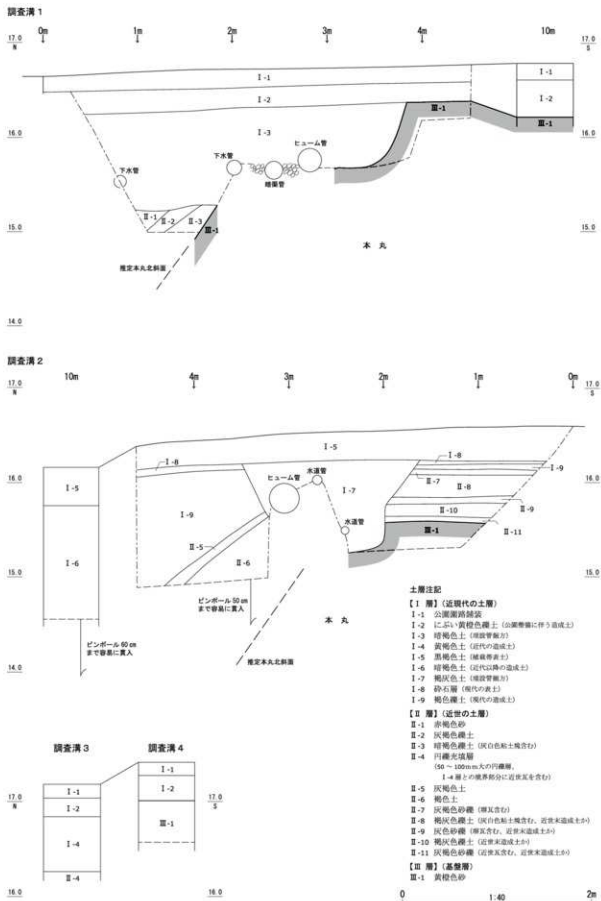 調査溝1
0m 1m 2m 3m 4m 10m
17.0
N
17.0
S
Ⅰ-1
Ⅰ-1
Ⅰ-2
Ⅰ-2
Ⅲ-1
16.0
16.0
Ⅰ-3
ヒューム管
Ⅲ-1
下水管
下水管
暗渠管
Ⅱ-1
Ⅱ-2
Ⅱ-3
Ⅲ-1
15.0
15.0
本丸
推定本丸北斜面
14.0
調査溝2
17.0
N
10m 4m 3m 2m 1m 0m
17.0
S
Ⅰ-5
Ⅰ-8
Ⅰ-8
16.0
16.0
Ⅰ-9
Ⅰ-5
ヒューム管
水道管
Ⅰ-7
Ⅱ-7
Ⅱ-8
Ⅰ-9
Ⅱ-9
Ⅱ-10
Ⅱ-5
水道管
Ⅲ-1
Ⅱ-11
Ⅰ-6
Ⅱ-6
15.0
15.0
ピンポール50㎝
まで容易に貫入
本丸
ピンポール60㎝
まで容易に貫入
推定本丸北斜面
14.0
土層注記
【Ⅰ層】(近現代の土層)
Ⅰ-1 公園園路舗装
Ⅰ-2 にぶい黄橙色礫土(公園整備に伴う造成土)
Ⅰ-3 暗褐色土(埋設管掘方)
Ⅰ-4 黄褐色土(近代の造成土)
Ⅰ-5 黒褐色土(植栽帯表土)
Ⅰ-6 暗褐色土(近代以降の造成土)
Ⅰ-7 褐灰色土(埋設管掘方)
Ⅰ-8 砕石層(現代の表土)
Ⅰ-9 褐色礫土(現代の造成土)
【Ⅱ層】(近世の土層)
Ⅱ-1 赤褐色砂
Ⅱ-2 灰褐色礫土
Ⅱ-3 暗褐色礫土(灰白色粘土塊含む)
Ⅱ-4 円礫充填層
(50~100mm大の円礫層、
Ⅰ-4層との境界部分に近世瓦を含む)
Ⅱ-5 灰褐色土
Ⅱ-6 褐色土
Ⅱ-7 灰褐色砂礫(棟瓦含む)
Ⅱ-8 褐灰色礫土(灰白色粘土塊含む、近世末造成土か)
Ⅱ-9 灰色砂礫(棟瓦含む、近世末造成土か)
Ⅱ-10 褐灰色礫土(近世末造成土か)
Ⅱ-11 灰褐色砂礫(近世瓦含む、近世末造成土か)
【Ⅲ層】(基盤層)
Ⅲ-1 黄橙色砂
調査溝3
調査溝4
17.0
N
17.0
S
Ⅰ-1
Ⅰ-1
Ⅰ-2
Ⅰ-2
Ⅰ-4
Ⅲ-1
Ⅱ-4
16.0
16.0
0 1:40 2m